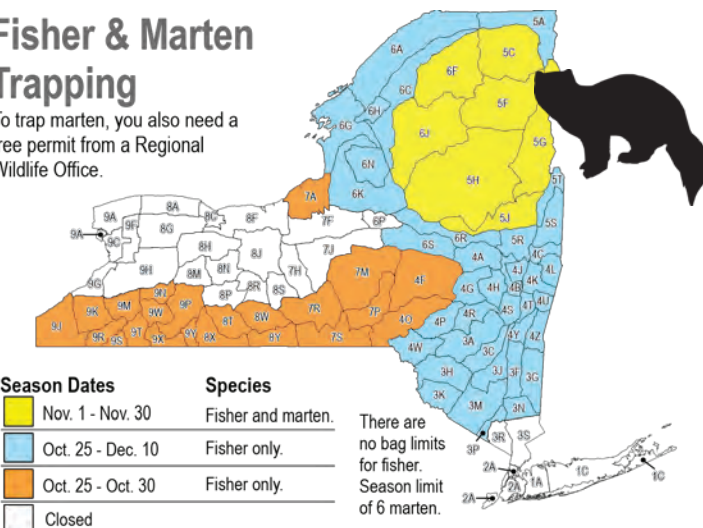 Fisher & Marten
Trapping
To trap marten, you also need a
free permit from a Regional
Wildlife Office.
5A
6A
5C
6F
6C
5F
6H
6G
6J
5G
6N
5H
6K
5T
7A
5J
5S
9A
8A
8C
8F
7F
6P
9F
8G
9A
9C
6R
5R
6S
8H
8J
7J
4A
4C
9G
9H
8M
8N
7H
7M
4F
4J
4L
4G
4H
4B
4K
8P
8R
8S
9K
9M
9N
9P
7R
7P
4O
4R
4S
4T
4U
9J
9W
8T
8W
4P
9R
9S
9T
9X
9Y
8X
8Y
7S
4W
3A
3C
4Y
4Z
3H
3J
3F
3G
3K
3M
3N
3P
3R
3S
2A
2A
2A
1A
1C
1C
Season Dates Species
Nov. 1 - Nov. 30 Fisher and marten.
Oct. 25 - Dec. 10 Fisher only.
Oct. 25 - Oct. 30 Fisher only.
Closed
There are
no bag limits
for fisher.
Season limit
of 6 marten.